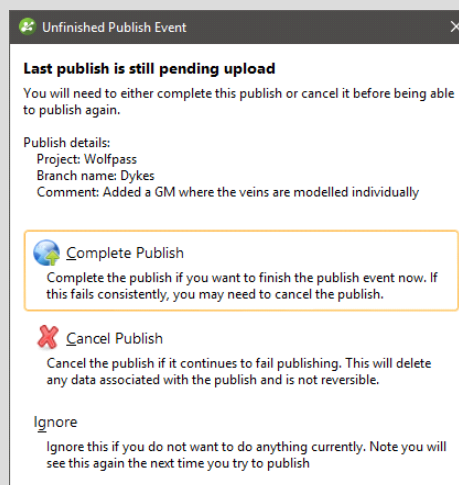 Unfinished Publish Event
Last publish is still pending upload
You will need to either complete this publish or cancel it before being able
to publish again.
Publish details:
Project: Wolfpass
Branch name: Dykes
Comment: Added a GM where the veins are modelled individually
Complete Publish
Complete the publish if you want to finish the publish event now. If
this fails consistently, you may need to cancel the publish.
Cancel Publish
Cancel the publish if it continues to fail publishing. This will delete
any data associated with the publish and is not reversible.
Ignore
Ignore this if you do not want to do anything currently. Note you will
see this again the next time you try to publish